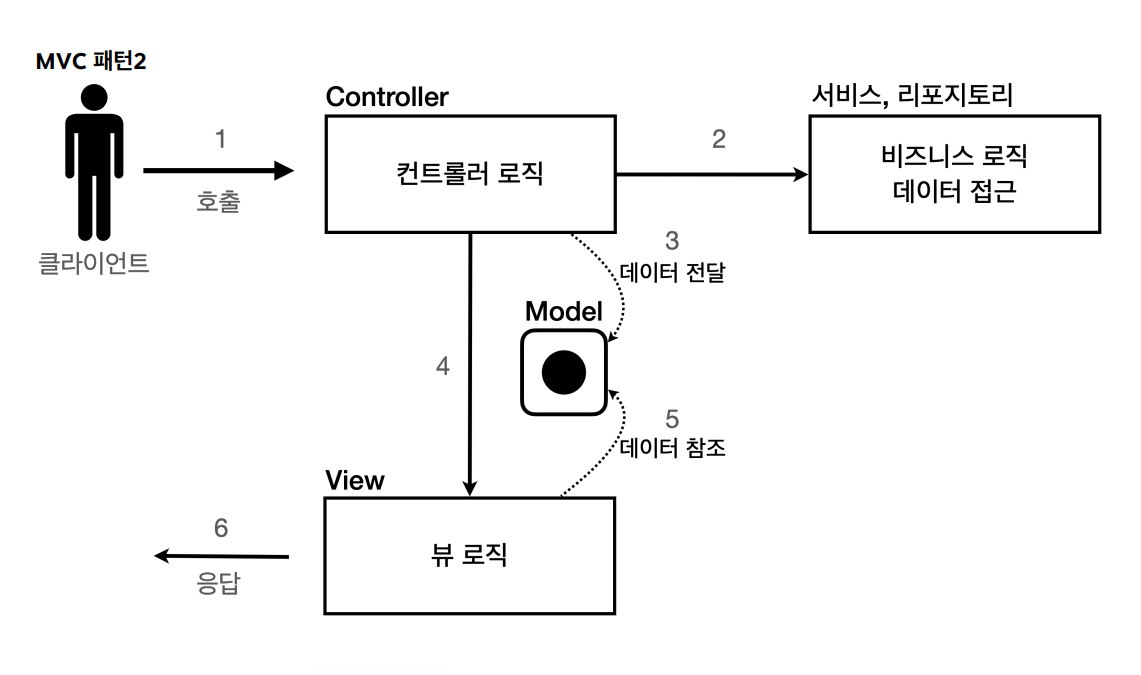 MVC 패턴2
Controller
서비스, 리포지토리
1
호출
컨트롤러 로직
2
비즈니스 로직
데이터 접근
클라이언트
3
데이터 전달
Model
4
5
데이터 참조
View
6
응답
뷰 로직